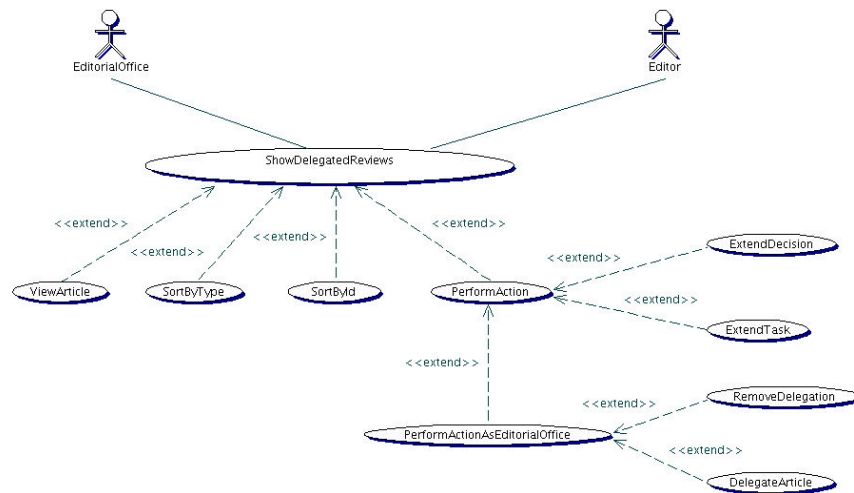 EditorialOffice
Editor
ShowDelegatedReviews
<<extend>>
<<extend>>
<<extend>>
<<extend>>
ViewArticle
SortByType
SortById
PerformAction
<<extend>>
ExtendDecision
<<extend>>
ExtendTask
<<extend>>
PerformActionAsEditorialOffice
<<extend>>
RemoveDelegation
<<extend>>
DelegateArticle